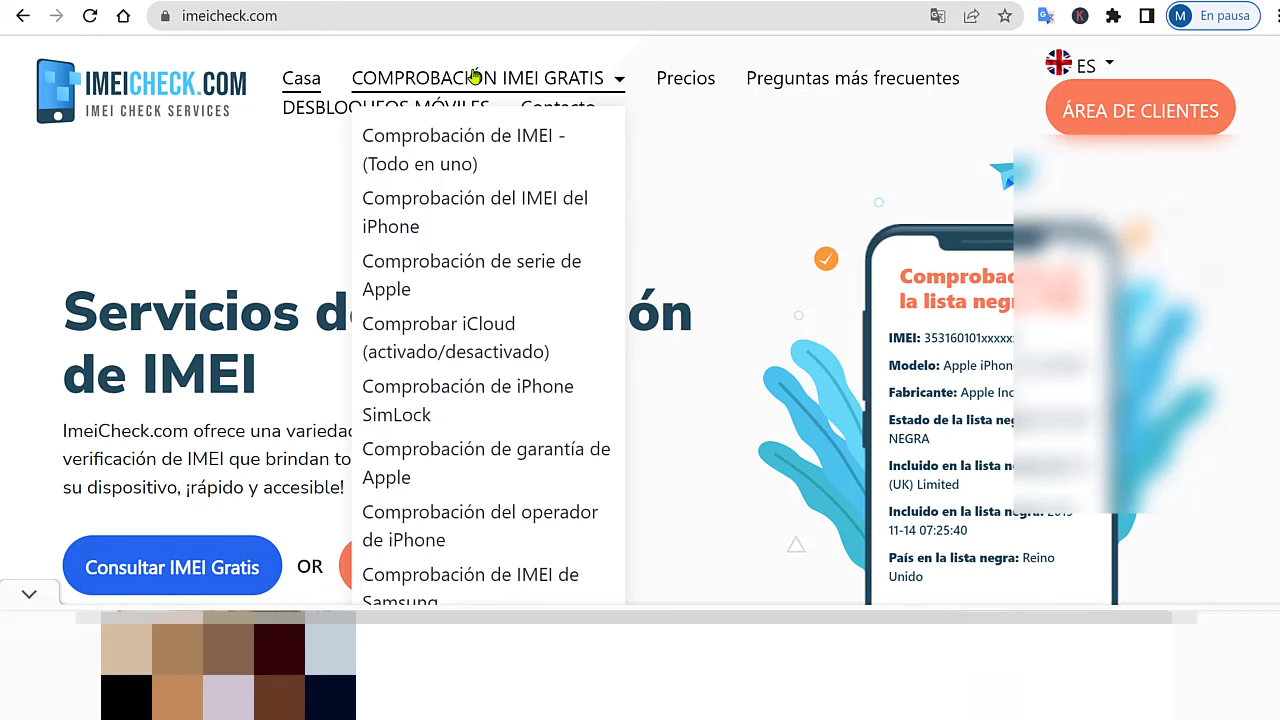 imeicheck.com
M
En pausa
IMEICHECK.COM
IMEI CHECK SERVICES
Casa
COMPROBACIÓN IMEI GRATIS
Precios
Preguntas más frecuentes
DESBLOQUEOS MÓVILES
Contacto
ES
ÁREA DE CLIENTES
Comprobación de IMEI -
(Todo en uno)
Comprobación del IMEI del
iPhone
Comprobación de serie de
Apple
Comprobar iCloud
(activado/desactivado)
Comprobación de iPhone
SimLock
Comprobación de garantía de
Apple
Comprobación del operador
de iPhone
Comprobación de IMEI de
Samsung
Servicios d ón
de IMEI
ImeiCheck.com ofrece una variedad
verificación de IMEI que brindan to
su dispositivo, ¡rápido y accesible!
Consultar IMEI Gratis
OR
Comproba
la lista neg
IMEI: 353160101xxxxx
Modelo: Apple iPhon
Fabricante: Apple Inc
Estado de la lista neg
NEGRA
Incluido en la lista n
(UK) Limited
Incluido en la lista negra: 2019-
11-14 07:25:40
País en la lista negra: Reino
Unido